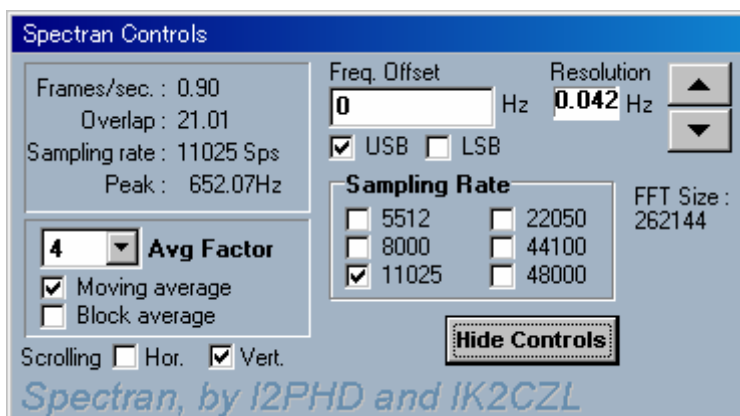 Spectran Controls
Frames/sec. : 0.90
Overlap : 21.01
Sampling rate : 11025 Sps
Peak : 652.07Hz
4 Avg Factor
Moving average
Block average
Scrolling Hor. Vert.
Freq. Offset
0 Hz
USB LSB
Resolution
0.042 Hz
Sampling Rate
5512 22050
8000 44100
11025 48000
FFT Size :
262144
Hide Controls
Spectran, by I2PHD and IK2CZL